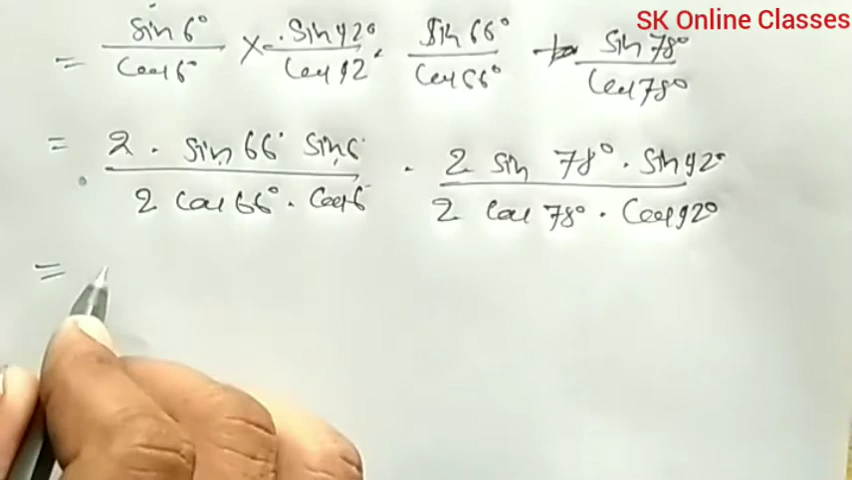 SK Online Classes
= sin 6° / cos 6° × sin 42° / cos 42° · sin 66° / cos 66° sin 78° / cos 78°
= 2 · sin 66° sin 6° / 2 cos 66° · cos 6° · 2 sin 78° · sin 42° / 2 cos 78° · cos 42°
=